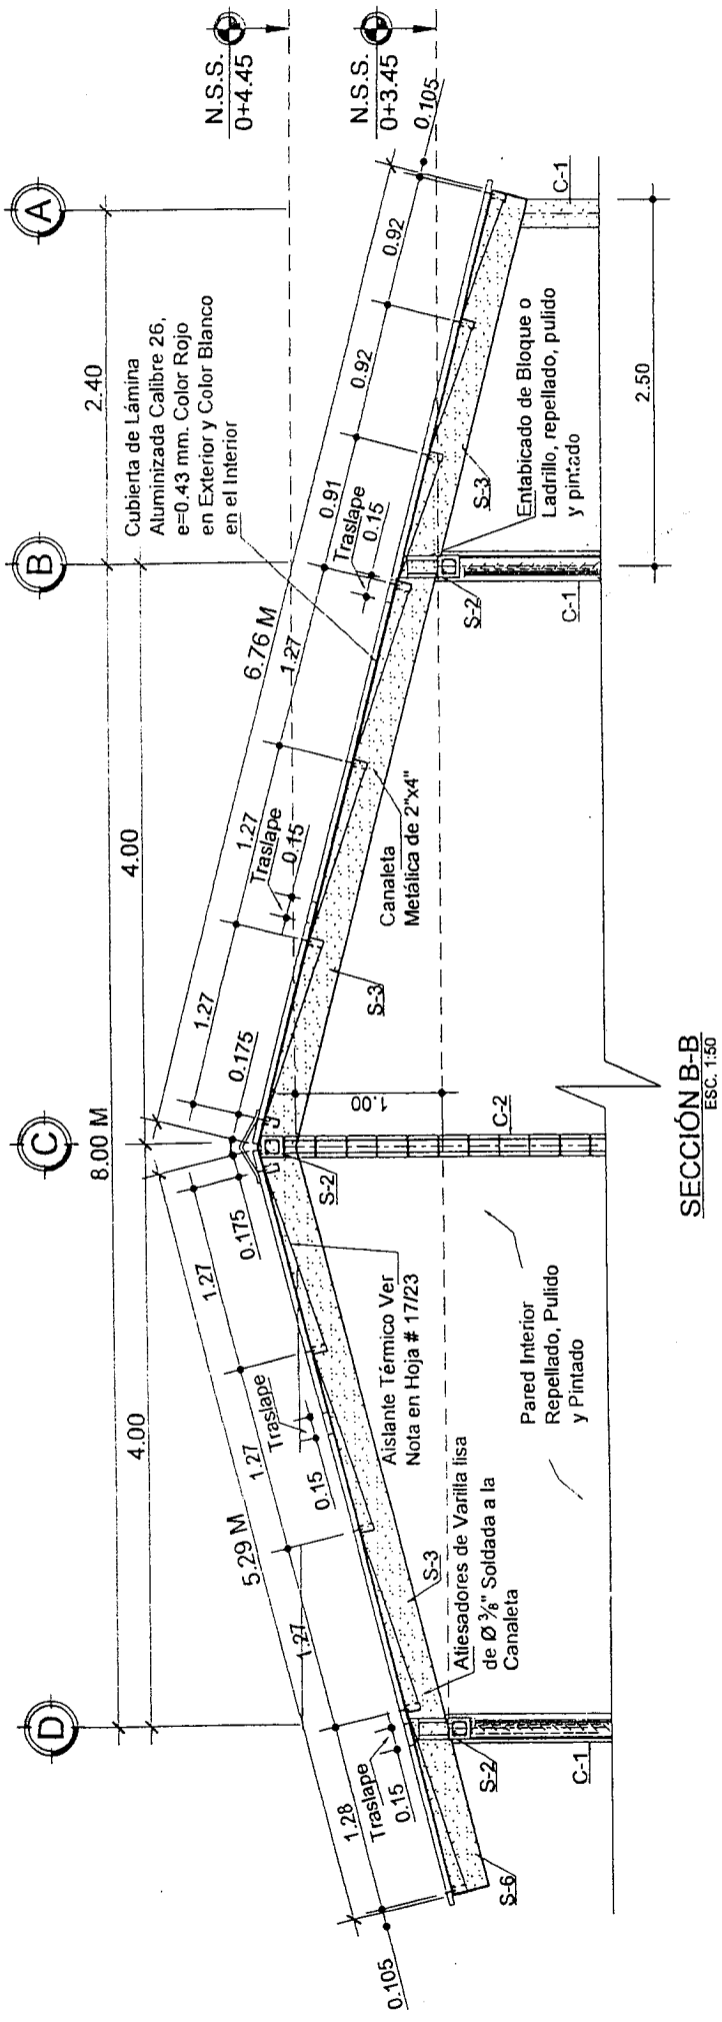 D
C
B
A
8.00 M
2.40
4.00
4.00
N.S.S.
0+4.45
N.S.S.
0+3.45
Cubierta de Lámina
Aluminizada Calibre 26,
e=0.43 mm. Color Rojo
en Exterior y Color Blanco
en el Interior
5.29 M
6.76 M
0.105
1.28
1.27
1.27
1.27
0.175
0.175
1.27
1.27
1.27
0.91
0.92
0.92
0.105
Traslape
0.15
Traslape
0.15
Traslape
0.15
Traslape
0.15
1.00
S-6
S-2
C-1
S-3
Atiesadores de Varilla lisa
de Ø ⅜" Soldada a la
Canaleta
Aislante Térmico Ver
Nota en Hoja # 17/23
S-2
C-2
S-3
Canaleta
Metálica de 2"x4"
S-2
C-1
S-3
Entabicado de Bloque o
Ladrillo, repellado, pulido
y pintado
C-1
2.50
Pared Interior
Repellado, Pulido
y Pintado
SECCIÓN B-B
ESC. 1:50